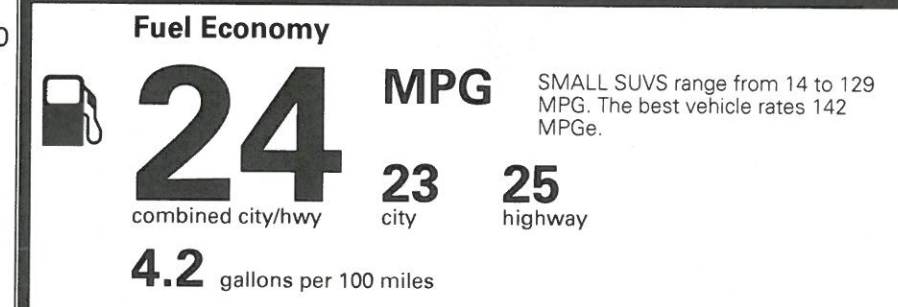 0
Fuel Economy
24
MPG
SMALL SUVS range from 14 to 129
MPG. The best vehicle rates 142
MPGe.
23
25
combined city/hwy
city
highway
4.2 gallons per 100 miles